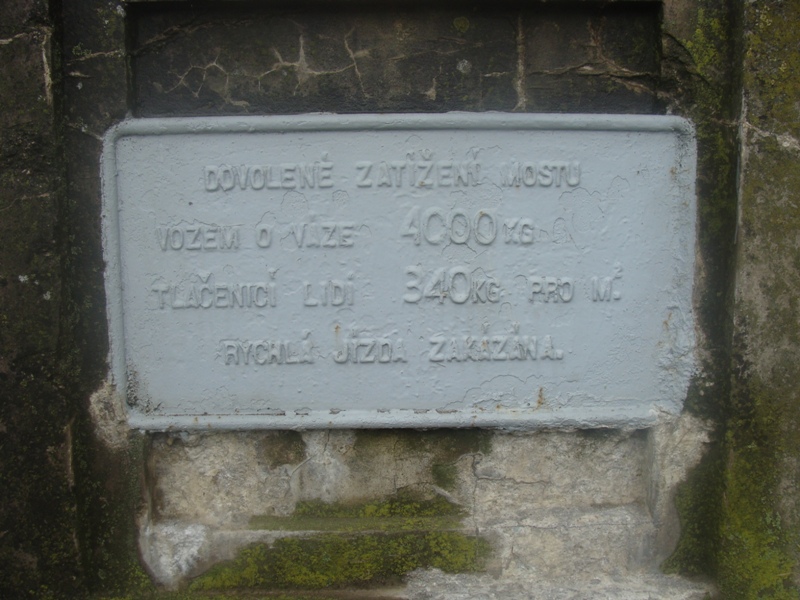 DOVOLENÉ ZATÍŽENÍ MOSTU
VOZEM O VÁZE 4000 KG
TLAČENICÍ LIDÍ 340 KG PRO M²
RYCHLÁ JÍZDA ZAKÁZÁNA.